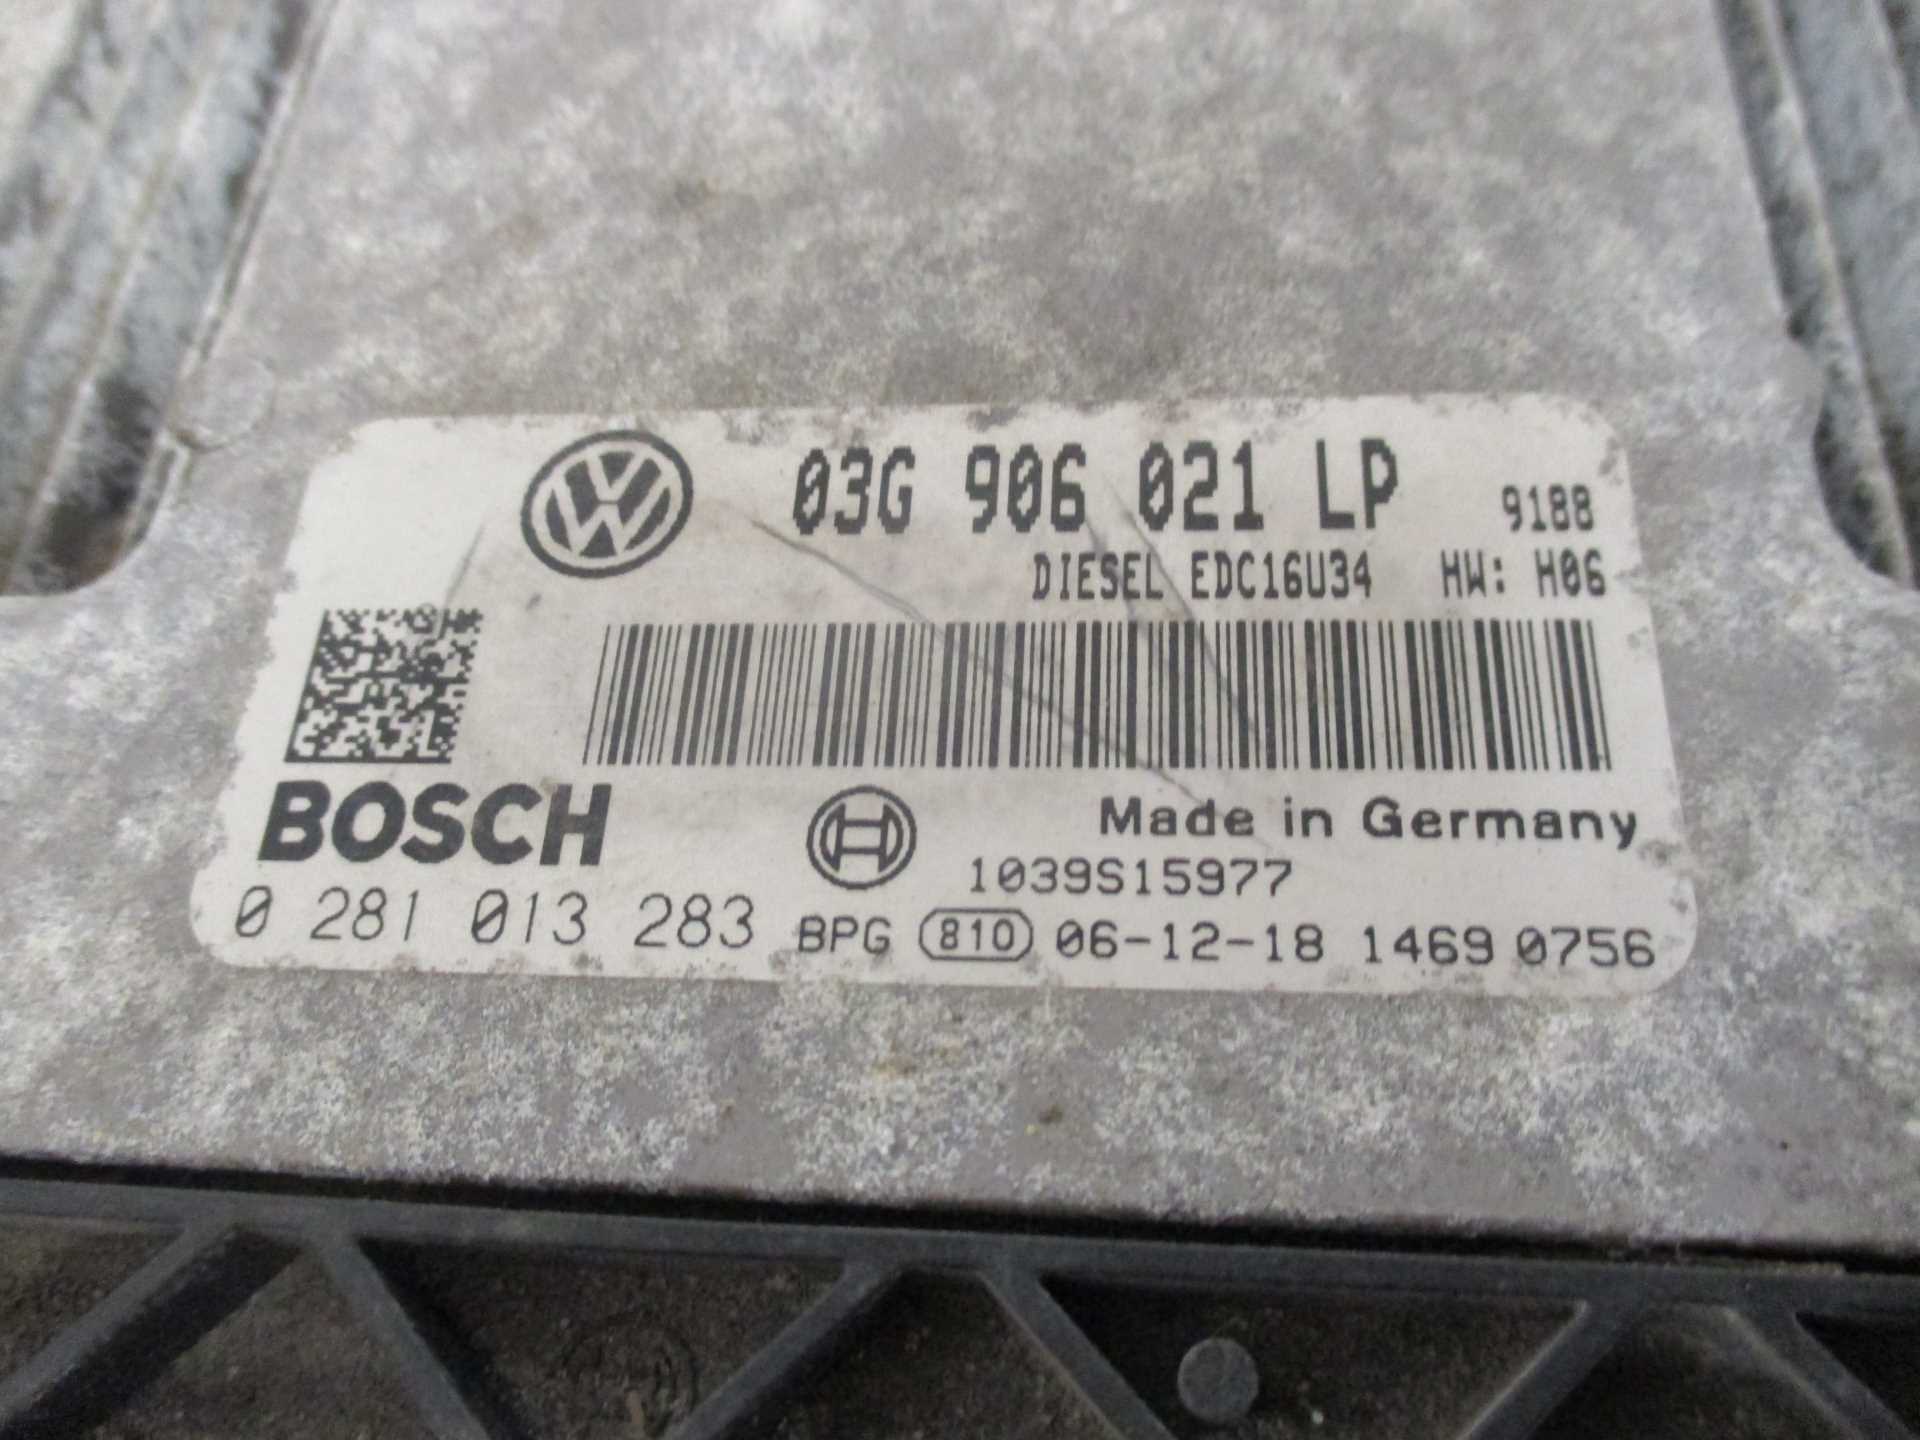 03G 906 021 LP 9188
DIESEL EDC16U34 HW: H06
BOSCH
Made in Germany
1039S15977
0 281 013 283 BPG 810 06-12-18 1469 0756